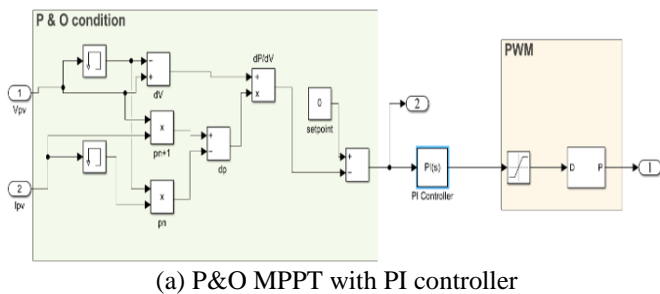 P & O condition
PWM
1
Vpv
2
Ipv
dV
dP/dV
x
pn+1
dp
x
pn
0
setpoint
2
PI(s)
PI Controller
D P
1
(a) P&O MPPT with PI controller